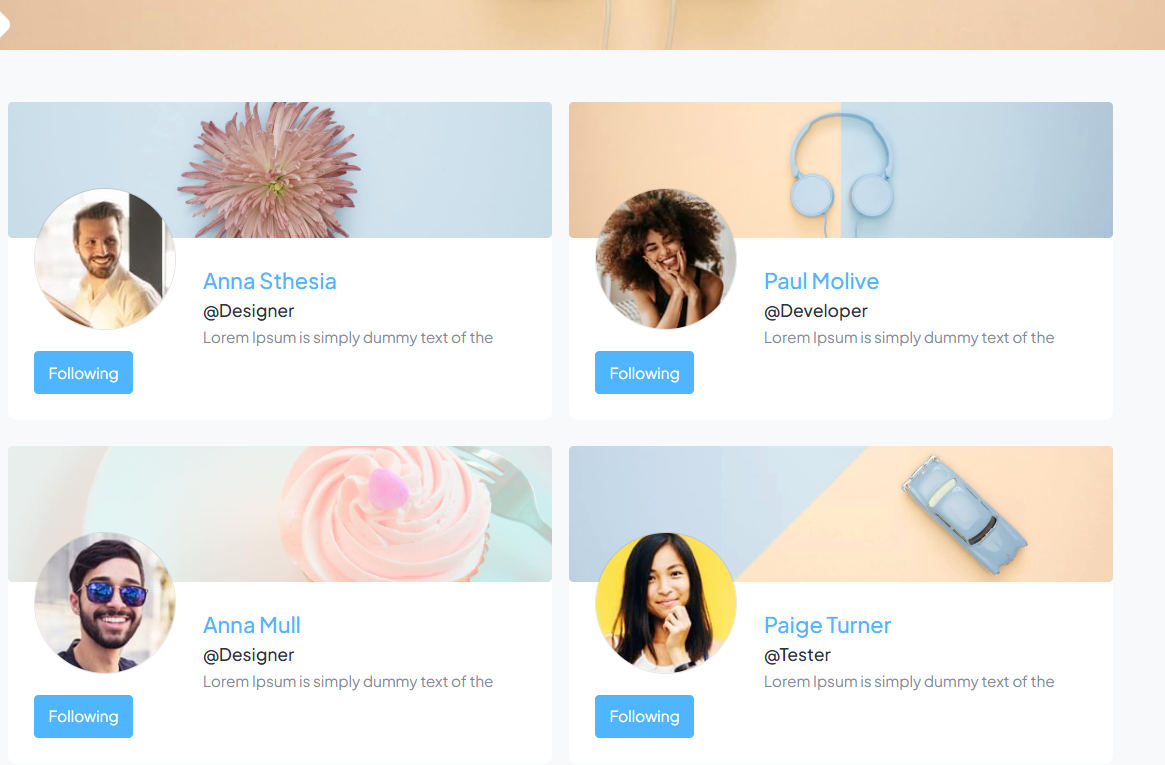 Anna Sthesia
@Designer
Lorem Ipsum is simply dummy text of the
Following
Paul Molive
@Developer
Lorem Ipsum is simply dummy text of the
Following
Anna Mull
@Designer
Lorem Ipsum is simply dummy text of the
Following
Paige Turner
@Tester
Lorem Ipsum is simply dummy text of the
Following